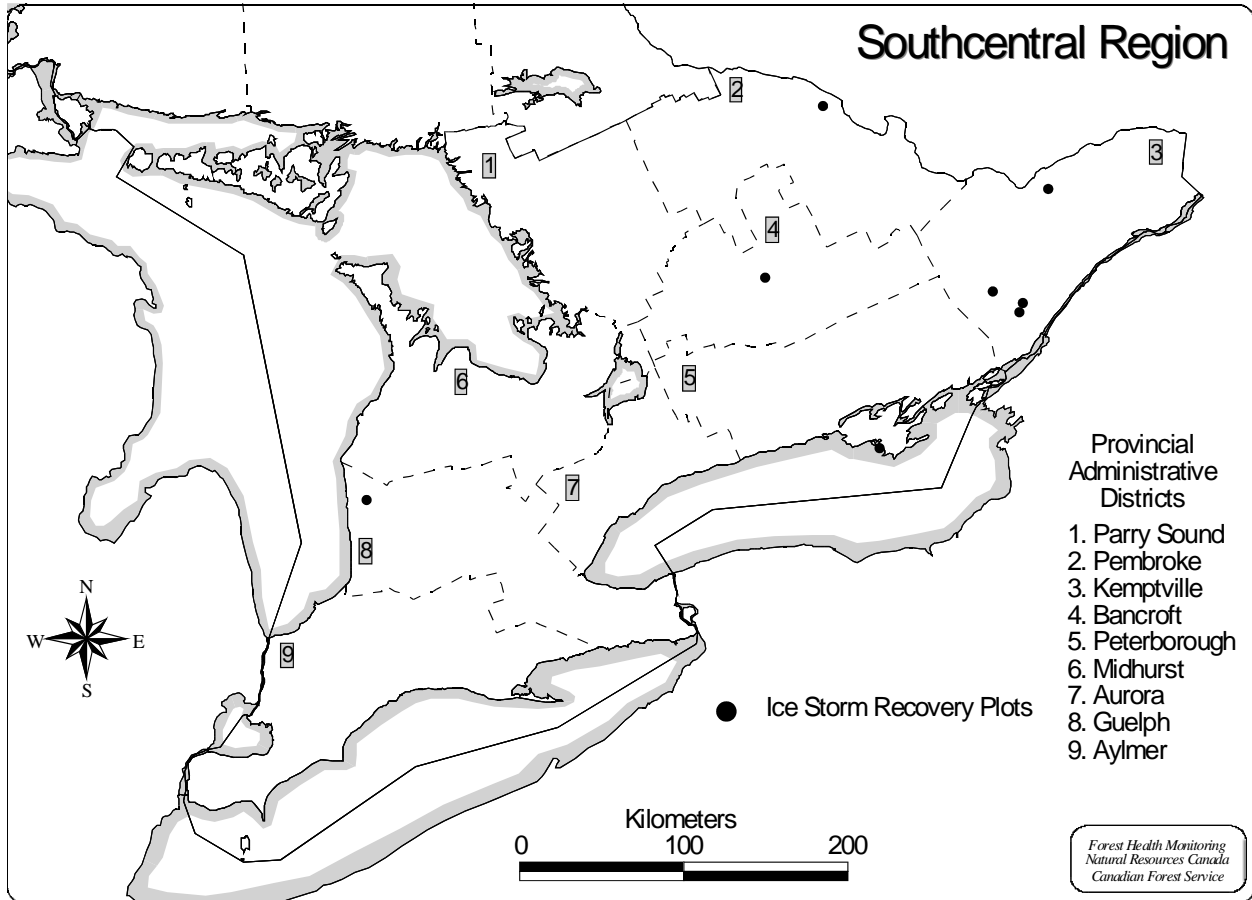 Southcentral Region
2
3
1
4
5
6
7
8
9
Provincial
Administrative
Districts
1. Parry Sound
2. Pembroke
3. Kemptville
4. Bancroft
5. Peterborough
6. Midhurst
7. Aurora
8. Guelph
9. Aylmer
N
W E
S
Ice Storm Recovery Plots
Kilometers
0 100 200
Forest Health Monitoring
Natural Resources Canada
Canadian Forest Service